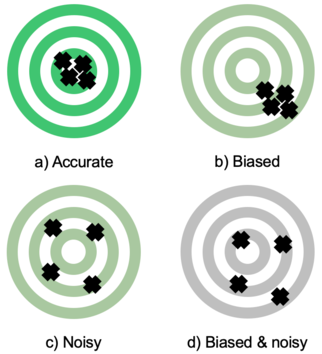 a) Accurate
b) Biased
c) Noisy
d) Biased & noisy